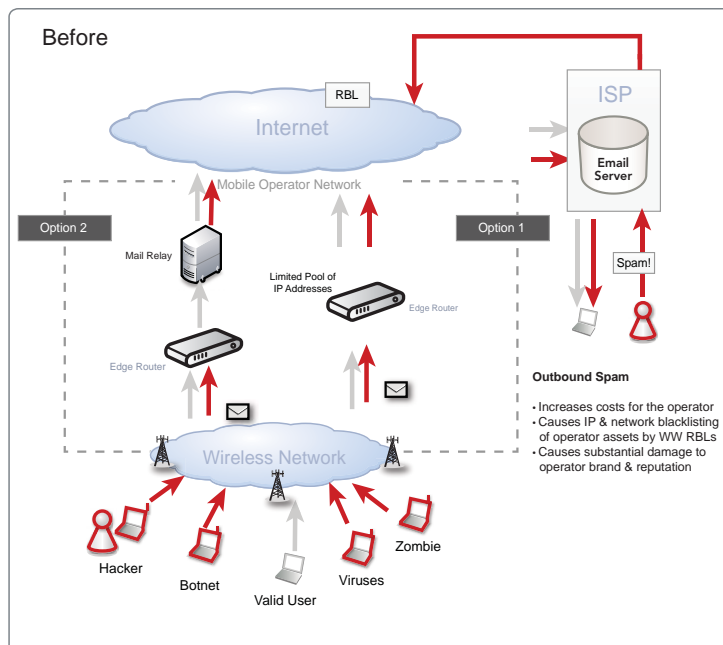 Before
RBL
ISP
Internet
Email
Server
Mobile Operator Network
Option 2
Option 1
Mail Relay
Limited Pool of
IP Addresses
Spam!
Edge Router
Edge Router
Outbound Spam
• Increases costs for the operator
• Causes IP & network blacklisting
of operator assets by WW RBLs
• Causes substantial damage to
operator brand & reputation
Wireless Network
Hacker
Botnet
Valid User
Viruses
Zombie